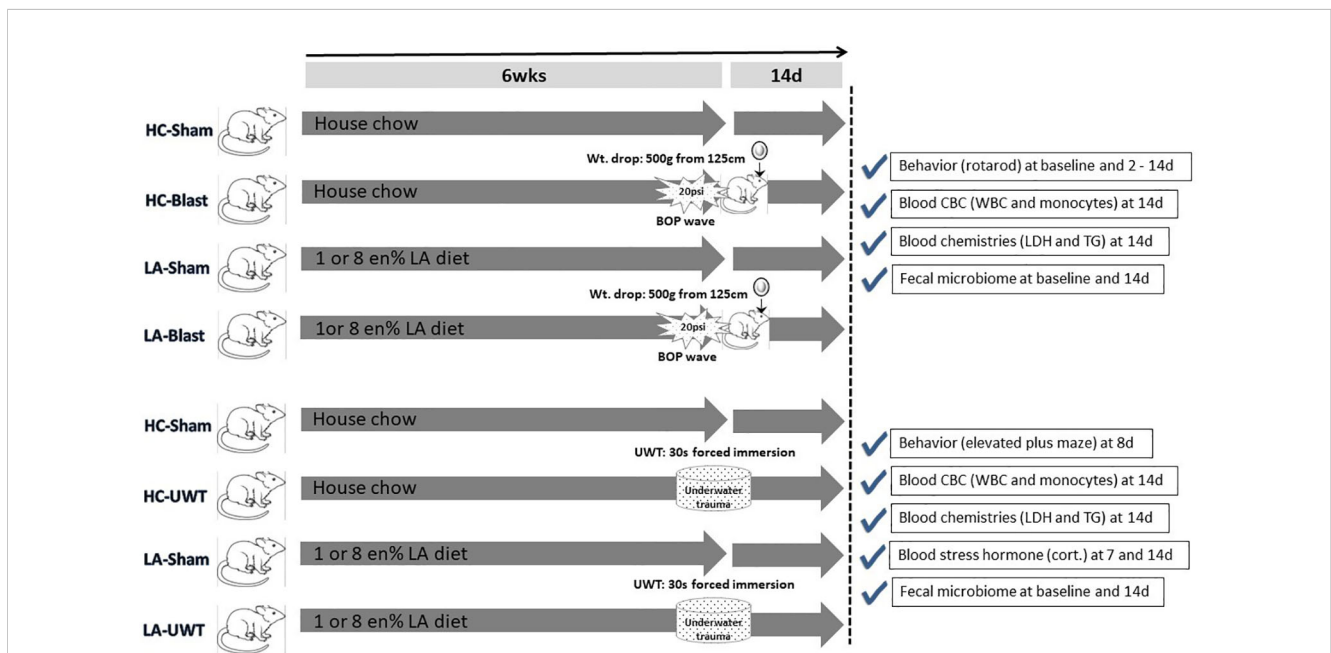 6wks
14d
HC-Sham
House chow
Wt. drop: 500g from 125cm
HC-Blast
House chow
20psi
BOP wave
LA-Sham
1 or 8 en% LA diet
Wt. drop: 500g from 125cm
LA-Blast
1or 8 en% LA diet
20psi
BOP wave
Behavior (rotarod) at baseline and 2 - 14d
Blood CBC (WBC and monocytes) at 14d
Blood chemistries (LDH and TG) at 14d
Fecal microbiome at baseline and 14d
HC-Sham
House chow
UWT: 30s forced immersion
HC-UWT
House chow
Underwater
trauma
LA-Sham
1 or 8 en% LA diet
UWT: 30s forced immersion
LA-UWT
1 or 8 en% LA diet
Underwater
trauma
Behavior (elevated plus maze) at 8d
Blood CBC (WBC and monocytes) at 14d
Blood chemistries (LDH and TG) at 14d
Blood stress hormone (cort.) at 7 and 14d
Fecal microbiome at baseline and 14d